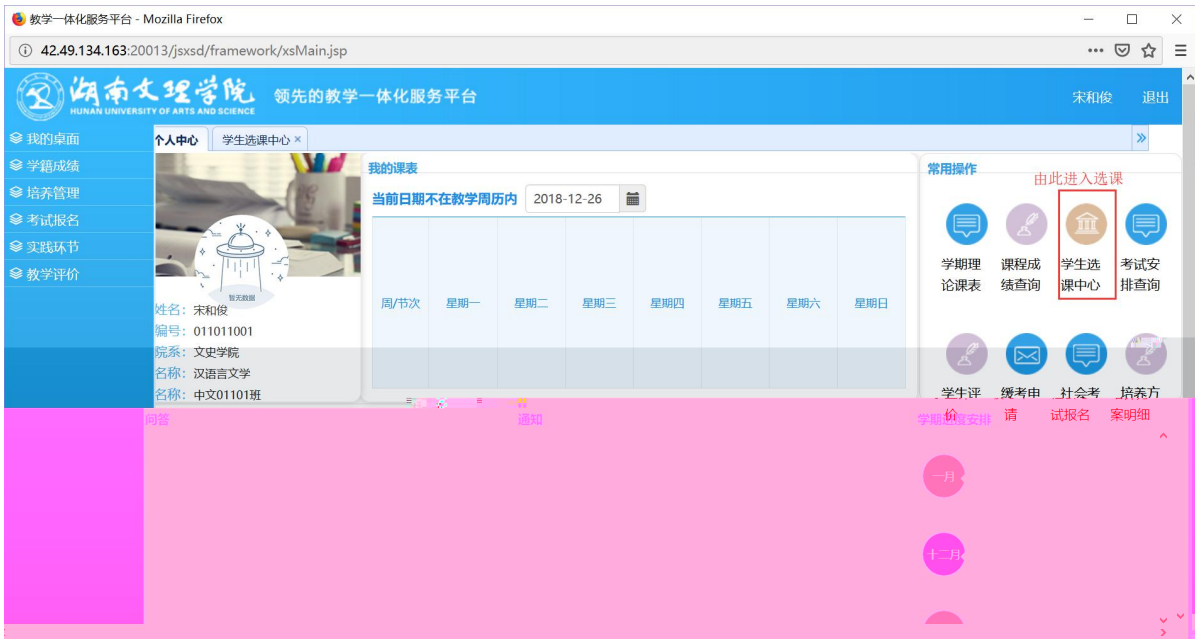 教学一体化服务平台 - Mozilla Firefox
42.49.134.163:20013/jsxsd/framework/xsMain.jsp
湖南文理学院
HUNAN UNIVERSITY OF ARTS AND SCIENCE
领先的教学一体化服务平台
宋和俊 退出
我的桌面
学籍成绩
培养管理
考试报名
实践环节
教学评价
个人中心 学生选课中心 ×
暂无数据
姓名: 宋和俊
编号: 011011001
院系: 文史学院
名称: 汉语言文学
名称: 中文01101班
我的课表
当前日期不在教学周历内 2018-12-26
周/节次 星期一 星期二 星期三 星期四 星期五 星期六 星期日
常用操作
由此进入选课
学期理论课表
课程成绩查询
学生选课中心
考试安排查询
学生评价
缓考申请
社会考试报名
培养方案明细
问答
通知
学期进度安排
一月
十二月